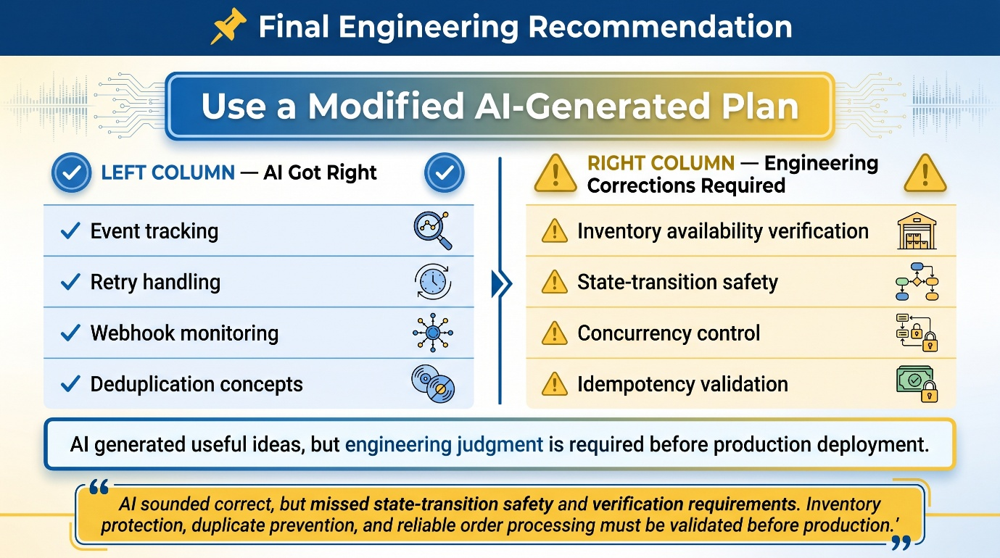 Final Engineering Recommendation
Use a Modified AI-Generated Plan
LEFT COLUMN — AI Got Right
Event tracking
Retry handling
Webhook monitoring
Deduplication concepts
RIGHT COLUMN — Engineering
Corrections Required
Inventory availability verification
State-transition safety
Concurrency control
Idempotency validation
AI generated useful ideas, but engineering judgment is required before production deployment.
“AI sounded correct, but missed state-transition safety and verification requirements. Inventory
protection, duplicate prevention, and reliable order processing must be validated before production.’”